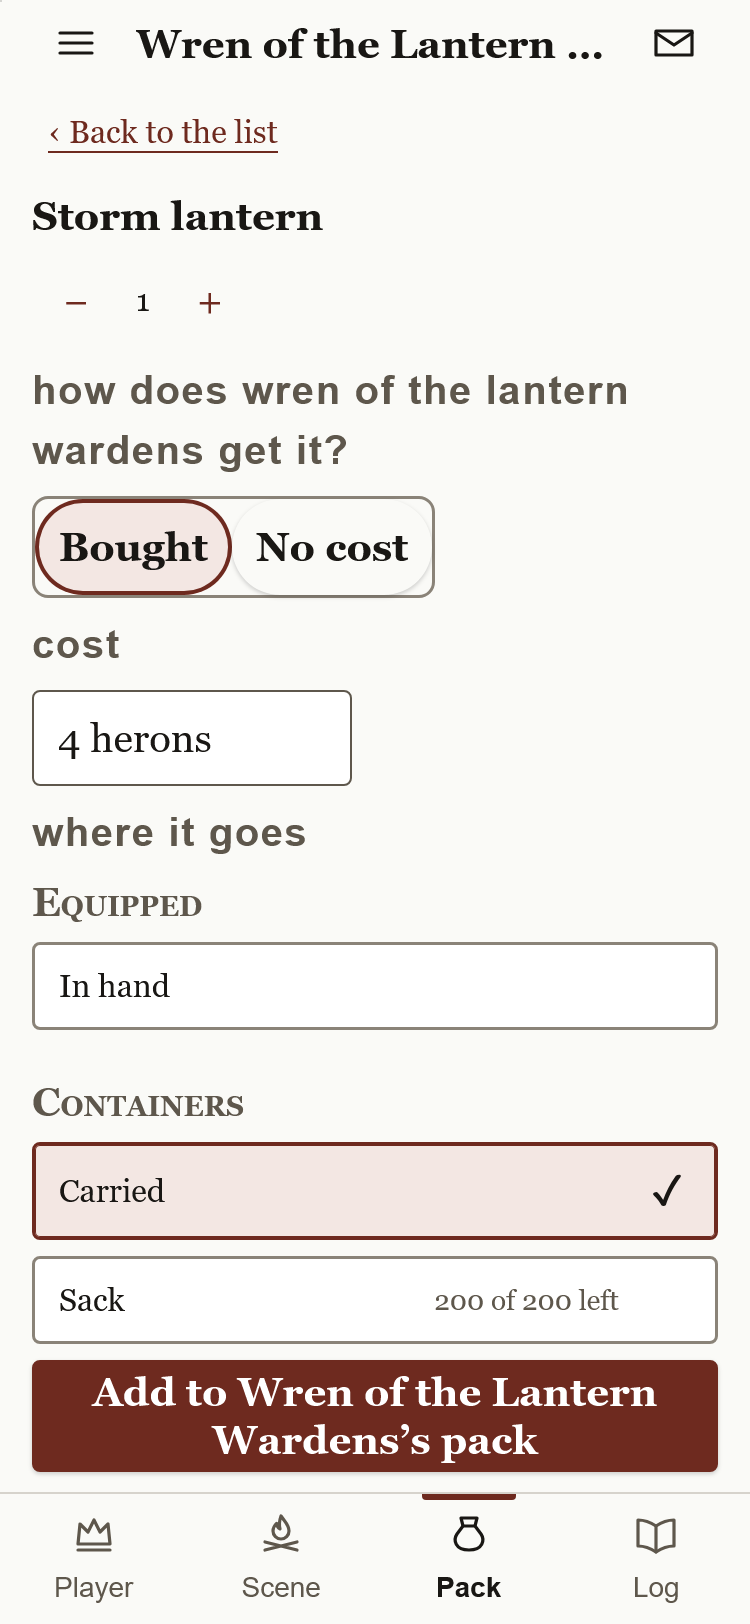 Wren of the Lantern ...
‹ Back to the list
Storm lantern
− 1 +
how does wren of the lantern
wardens get it?
Bought No cost
cost
4 herons
where it goes
Equipped
In hand
Containers
Carried ✓
Sack 200 of 200 left
Add to Wren of the Lantern
Wardens’s pack
Player Scene Pack Log